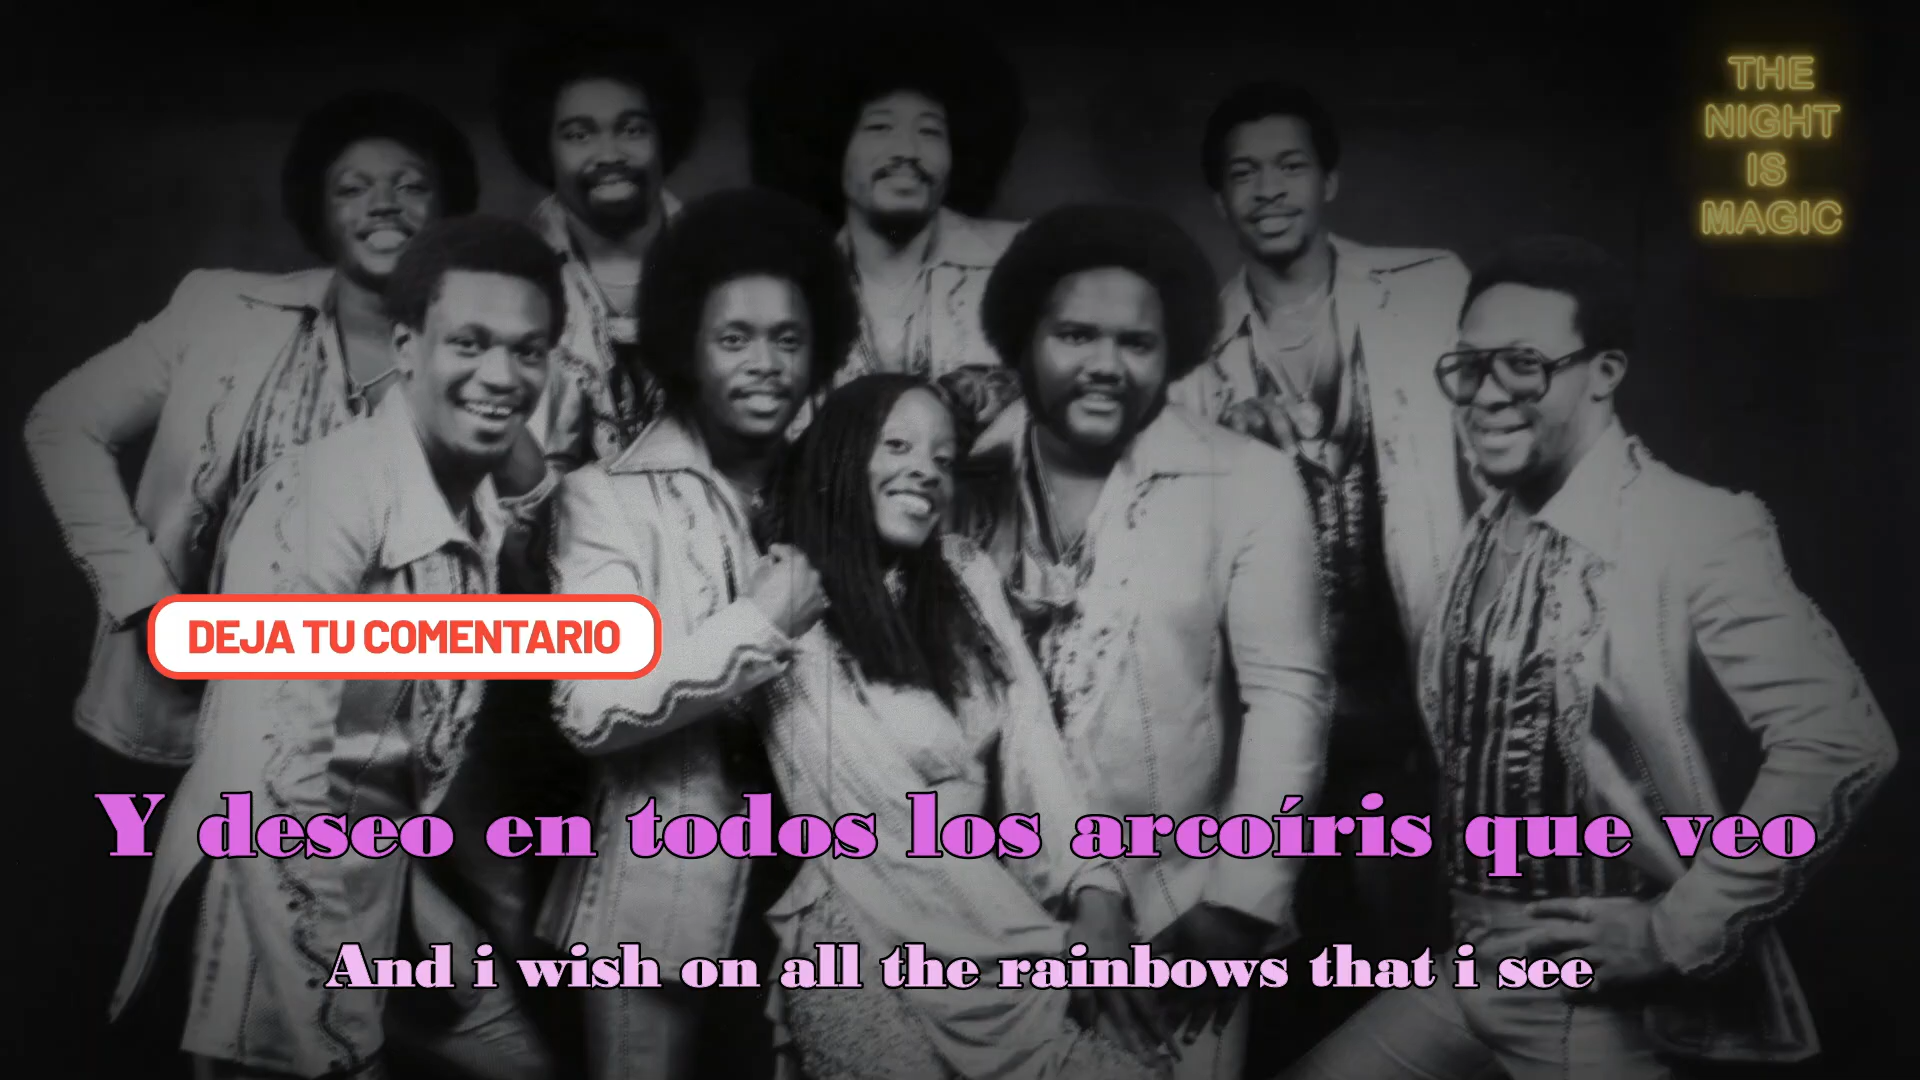 THE
NIGHT
IS
MAGIC
DEJA TU COMENTARIO
Y deseo en todos los arcoíris que veo
And i wish on all the rainbows that i see